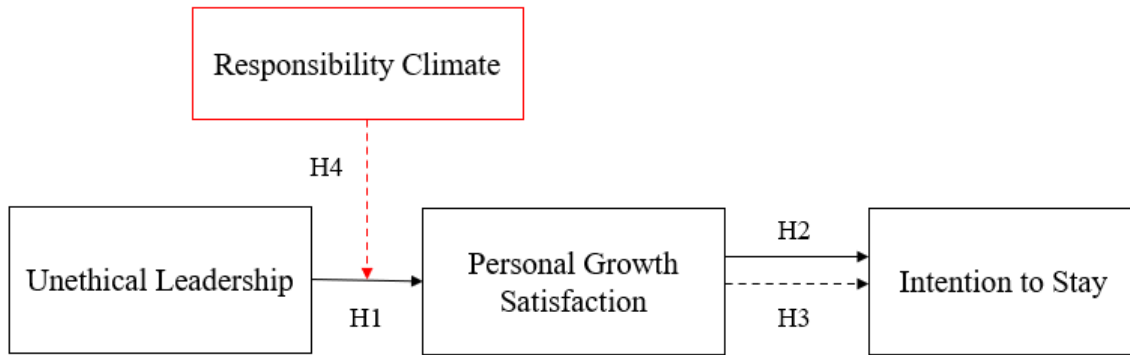 Responsibility Climate
H4
Unethical Leadership
H1
Personal Growth
Satisfaction
H2
H3
Intention to Stay